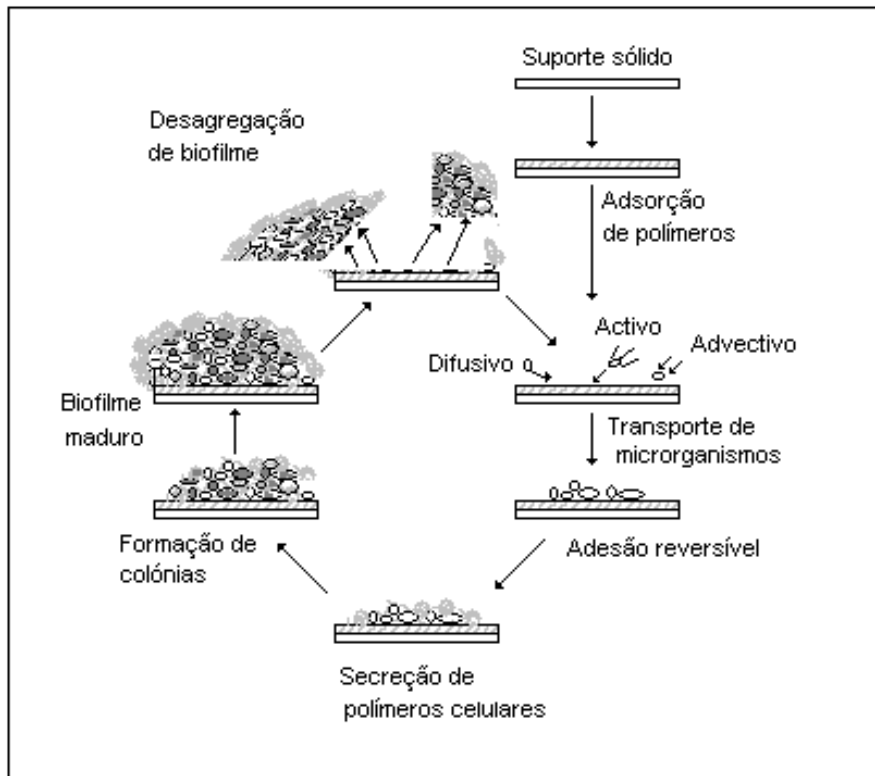 Suporte sólido
Desagregação
de biofilme
Adsorção
de polímeros
Activo
Difusivo
Advectivo
Biofilme
maduro
Transporte de
microrganismos
Formação de
colónias
Adesão reversível
Secreção de
polímeros celulares